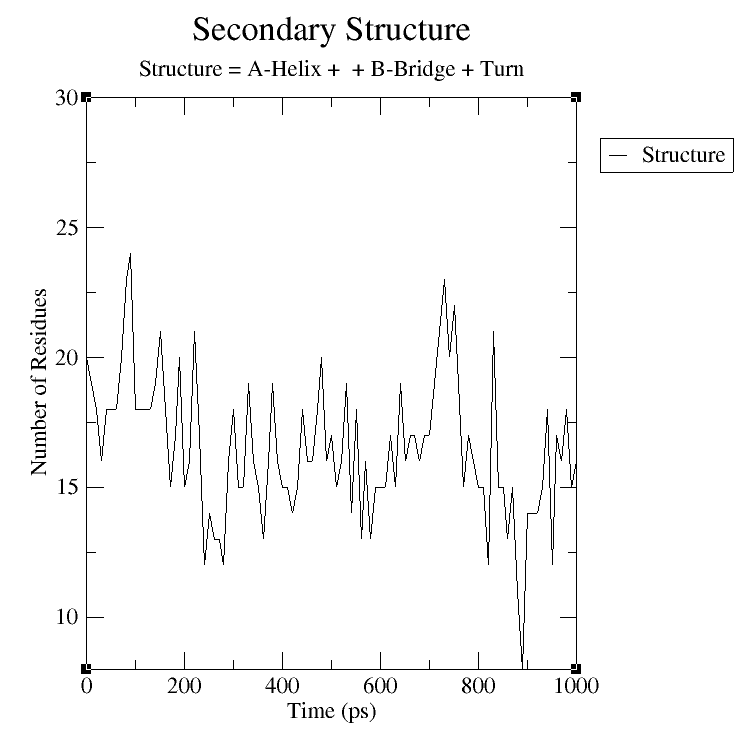 Secondary Structure
Structure = A-Helix +  + B-Bridge + Turn
30
25
20
15
10
Number of Residues
Structure
0 200 400 600 800 1000
Time (ps)